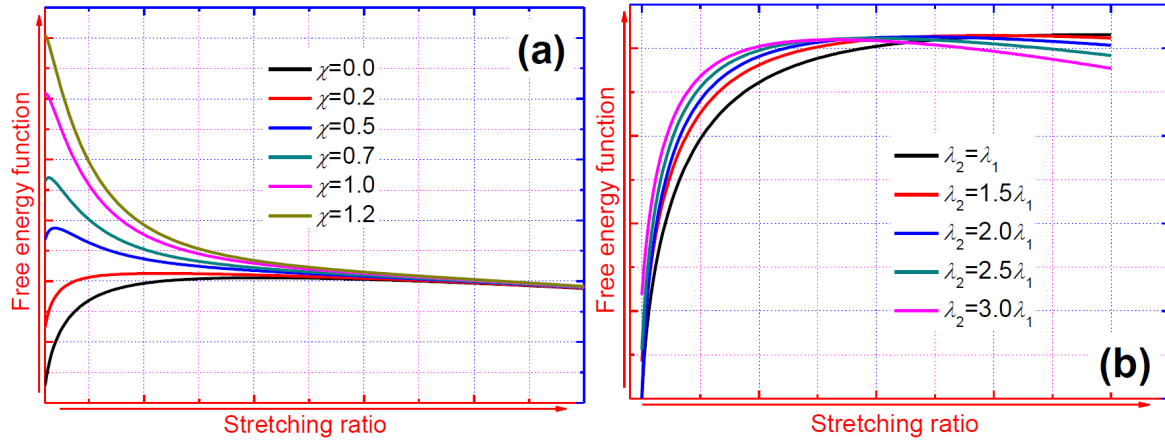 (a)
χ=0.0
χ=0.2
χ=0.5
χ=0.7
χ=1.0
χ=1.2
Free energy function
Stretching ratio
λ₂=λ₁
λ₂=1.5λ₁
λ₂=2.0λ₁
λ₂=2.5λ₁
λ₂=3.0λ₁
(b)
Free energy function
Stretching ratio